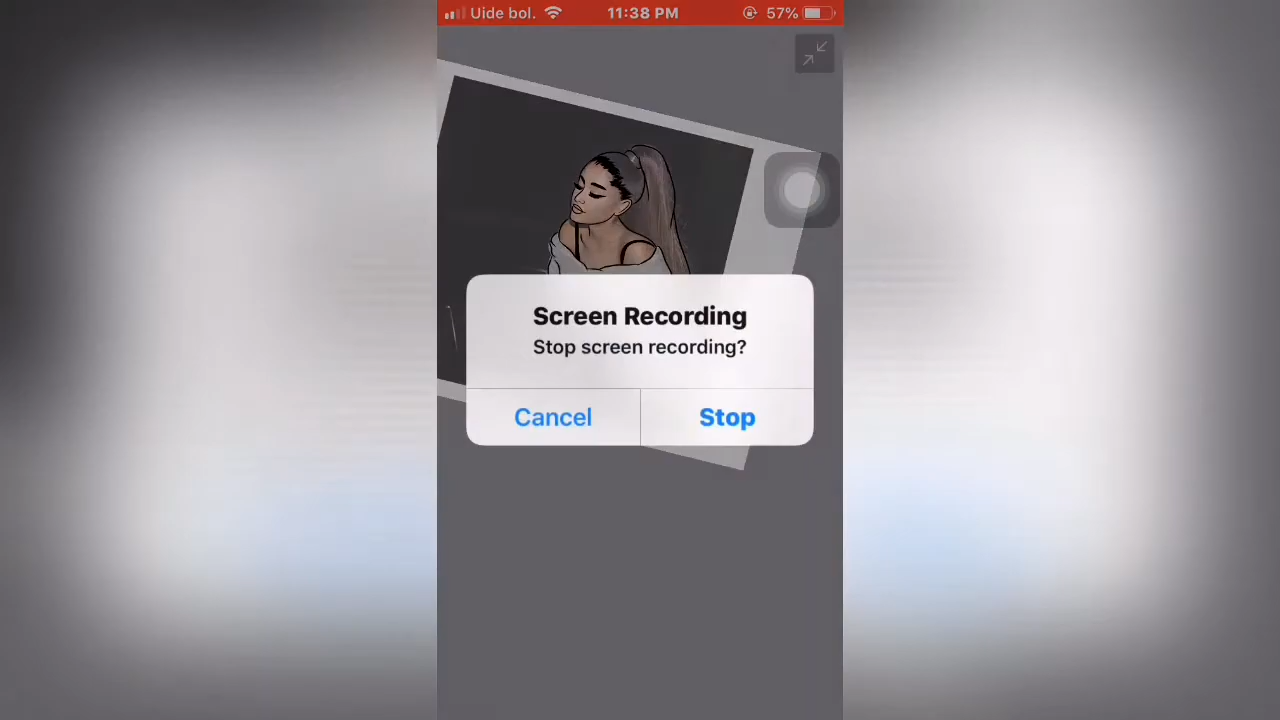 Uide bol. 11:38 PM 57%
Screen Recording
Stop screen recording?
Cancel Stop